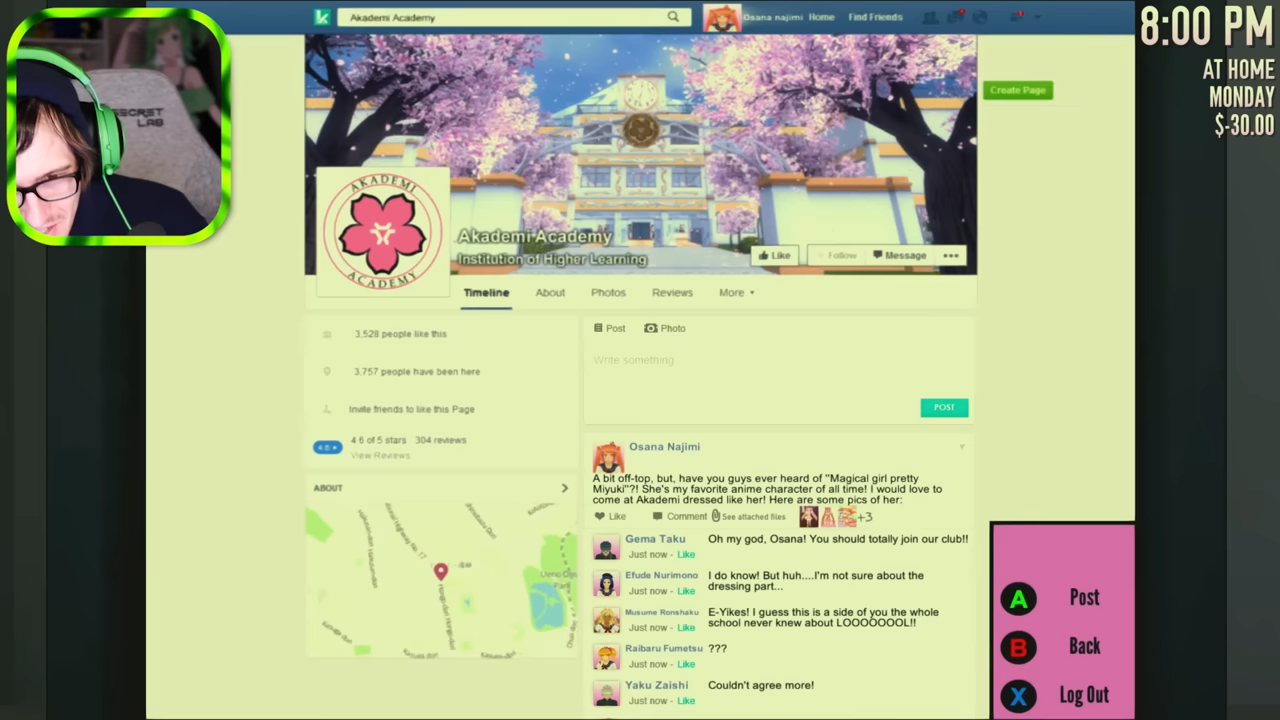 Akademi Academy
Osana najimi Home Find Friends
8:00 PM
AT HOME
MONDAY
$-30.00
SECRET
LAB
Create Page
AKADEMI
ACADEMY
Akademi Academy
Institution of Higher Learning
Like Follow Message •••
Timeline About Photos Reviews More
3,528 people like this
3,757 people have been here
Invite friends to like this Page
4.6 of 5 stars 304 reviews
View Reviews
ABOUT
Post Photo
Write something
POST
Osana Najimi
A bit off-top, but, have you guys ever heard of "Magical girl pretty
Miyuki"?! She's my favorite anime character of all time! I would love to
come at Akademi dressed like her! Here are some pics of her:
Like Comment See attached files +3
Gema Taku Oh my god, Osana! You should totally join our club!!
Just now - Like
Efude Nurimono I do know! But huh....I'm not sure about the
dressing part...
Just now - Like
Musume Ronshaku E-Yikes! I guess this is a side of you the whole
school never knew about LOOOOOOOL!!
Just now - Like
Raibaru Fumetsu ???
Just now - Like
Yaku Zaishi Couldn't agree more!
Just now - Like
A Post
B Back
X Log Out